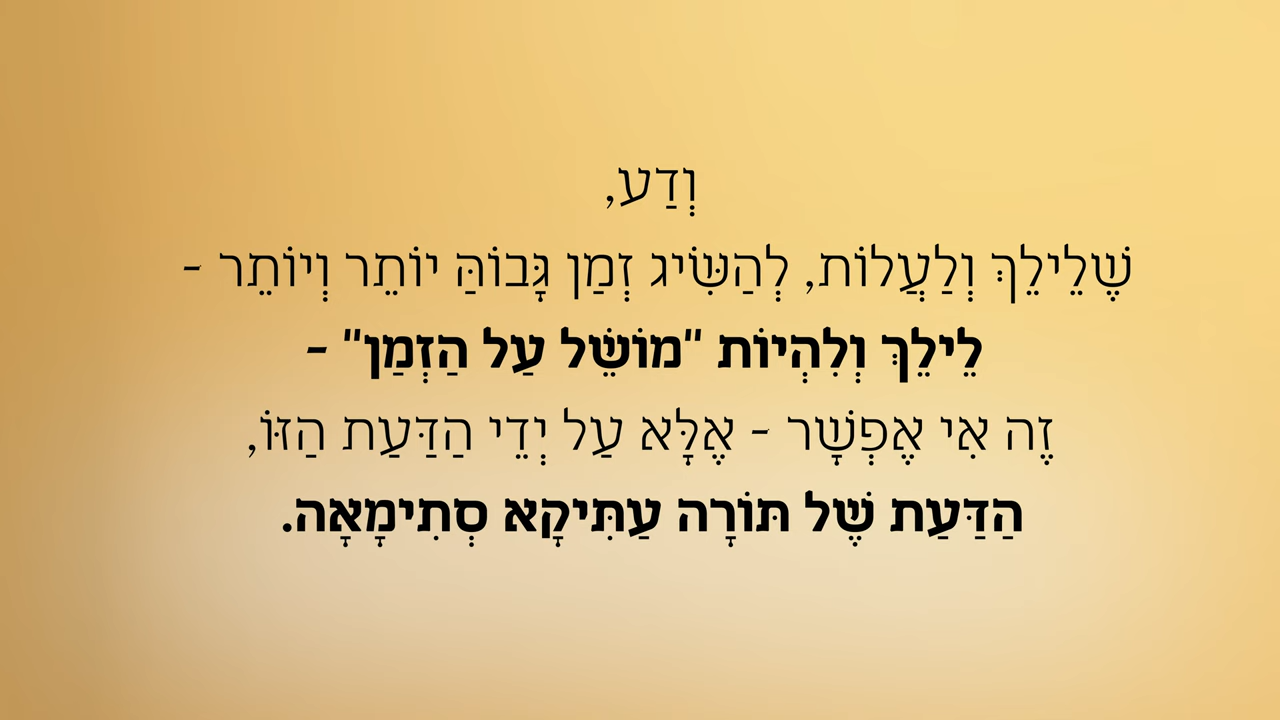 וְדַע,
שֶׁלֵילֵךְ וְלַעֲלוֹת, לְהַשִּׂיג זְמַן גָּבוֹהַּ יוֹתֵר וְיוֹתֵר -
לֵילֵךְ וְלִהְיוֹת "מוֹשֵׁל עַל הַזְמַן" -
זֶה אִי אֶפְשָׁר - אֶלָּא עַל יְדֵי הַדַּעַת הַזּוֹ,
הַדַּעַת שֶׁל תּוֹרָה עַתִּיקָא סְתִימָאָה.